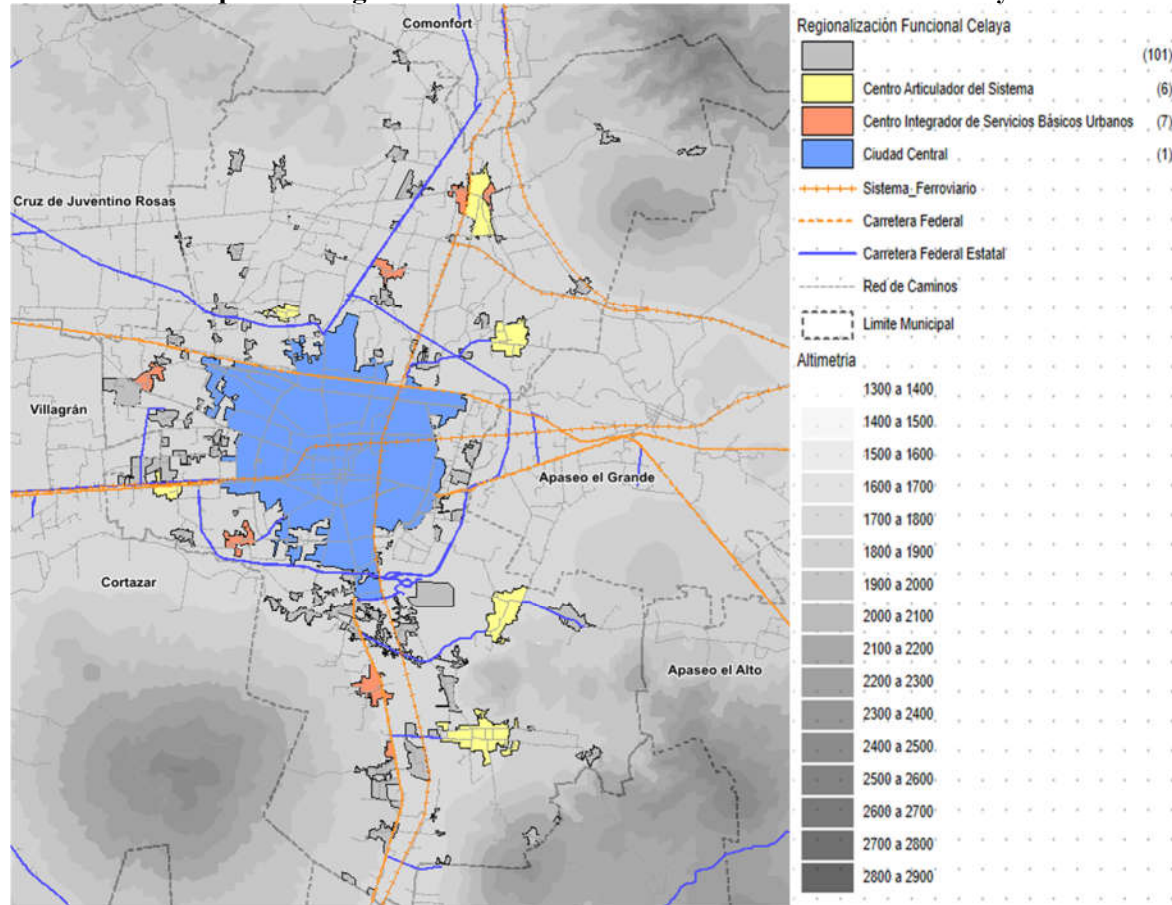 Comonfort
Cruz de Juventino Rosas
Villagrán
Apaseo el Grande
Cortazar
Apaseo el Alto
Regionalización Funcional Celaya
(101)
Centro Articulador del Sistema (6)
Centro Integrador de Servicios Básicos Urbanos (7)
Ciudad Central (1)
Sistema_Ferroviario
Carretera Federal
Carretera Federal Estatal
Red de Caminos
Limite Municipal
Altimetria
1300 a 1400
1400 a 1500
1500 a 1600
1600 a 1700
1700 a 1800
1800 a 1900
1900 a 2000
2000 a 2100
2100 a 2200
2200 a 2300
2300 a 2400
2400 a 2500
2500 a 2600
2600 a 2700
2700 a 2800
2800 a 2900